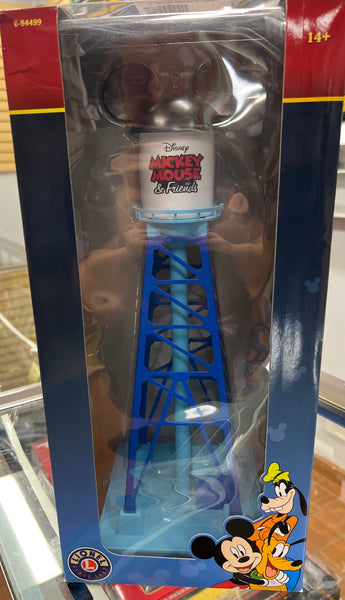 6-84499
14+
Disney
MICKEY
MOUSE
& Friends
LIONEL